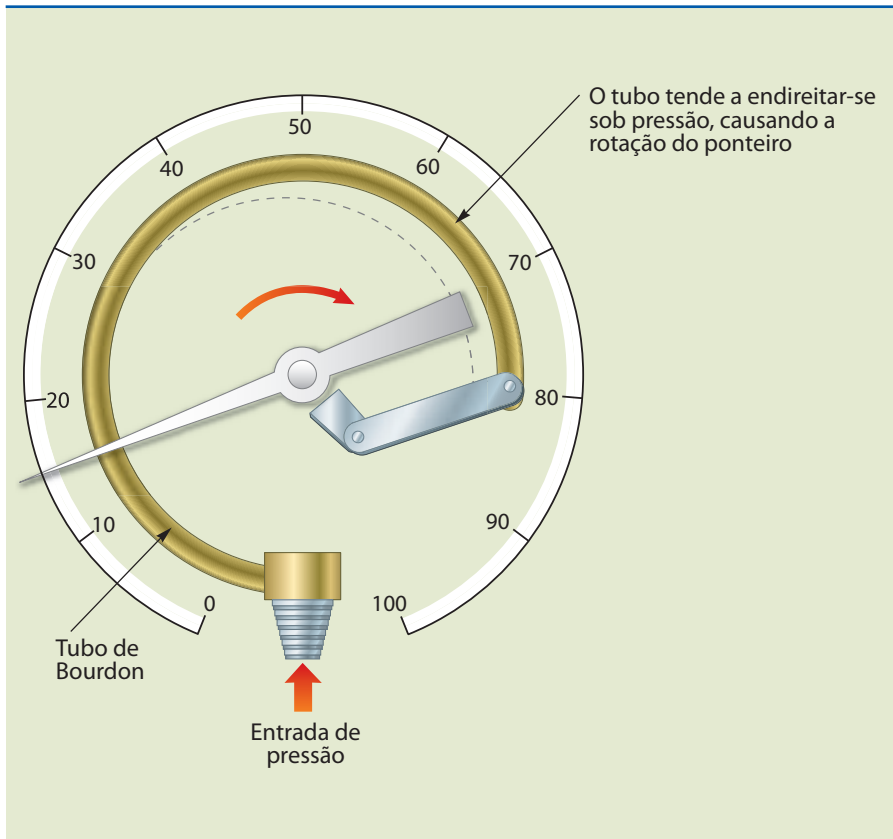 O tubo tende a endireitar-se
sob pressão, causando a
rotação do ponteiro
0
10
20
30
40
50
60
70
80
90
100
Tubo de
Bourdon
Entrada de
pressão